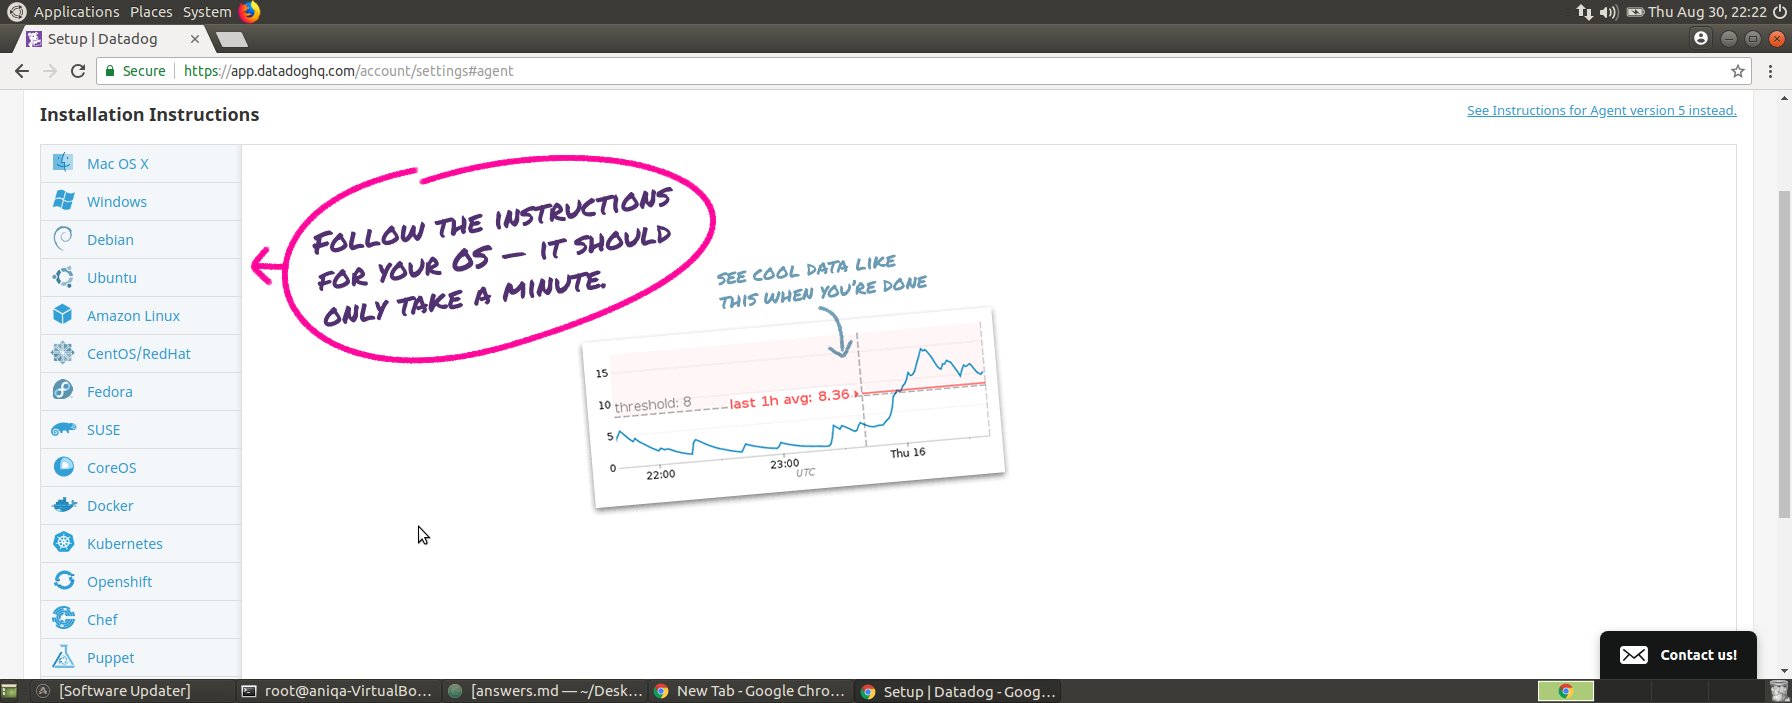 Applications Places System
Thu Aug 30, 22:22
Setup | Datadog
Secure https://app.datadoghq.com/account/settings#agent
Installation Instructions
See Instructions for Agent version 5 instead.
Mac OS X
Windows
Debian
Ubuntu
Amazon Linux
CentOS/RedHat
Fedora
SUSE
CoreOS
Docker
Kubernetes
Openshift
Chef
Puppet
FOLLOW THE INSTRUCTIONS
FOR YOUR OS — IT SHOULD
ONLY TAKE A MINUTE.
SEE COOL DATA LIKE
THIS WHEN YOU'RE DONE
15
10
5
0
threshold: 8
last 1h avg: 8.36
22:00
23:00
Thu 16
UTC
Contact us!
[Software Updater]
root@aniqa-VirtualBo...
[answers.md — ~/Desk...
New Tab - Google Chro...
Setup | Datadog - Goog...